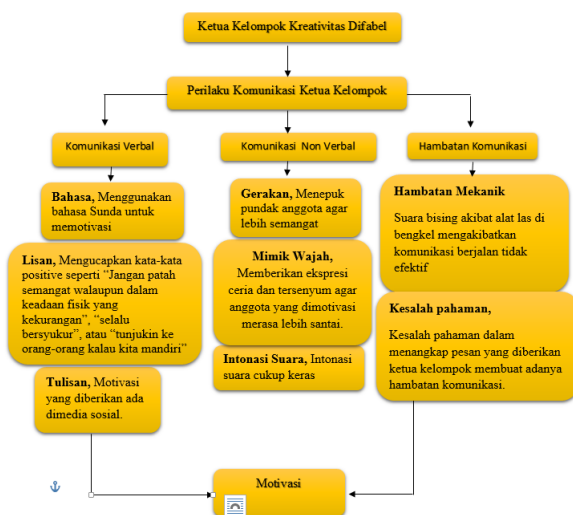 Ketua Kelompok Kreativitas Difabel
Perilaku Komunikasi Ketua Kelompok
Komunikasi Verbal
Bahasa, Menggunakan
bahasa Sunda untuk
memotivasi
Lisan, Mengucapkan kata-kata
positive seperti “Jangan patah
semangat walaupun dalam
keadaan fisik yang
kekurangan”, “selalu
bersyukur”, atau “tunjukin ke
orang-orang kalau kita mandiri”
Tulisan, Motivasi
yang diberikan ada
dimedia sosial.
Komunikasi Non Verbal
Gerakan, Menepuk
pundak anggota agar
lebih semangat
Mimik Wajah,
Memberikan ekspresi
ceria dan tersenyum agar
anggota yang dimotivasi
merasa lebih santai.
Intonasi Suara, Intonasi
suara cukup keras
Hambatan Komunikasi
Hambatan Mekanik
Suara bising akibat alat las di
bengkel mengakibatkan
komunikasi berjalan tidak
efektif
Kesalah pahaman,
Kesalah pahaman dalam
menangkap pesan yang diberikan
ketua kelompok membuat adanya
hambatan komunikasi.
Motivasi